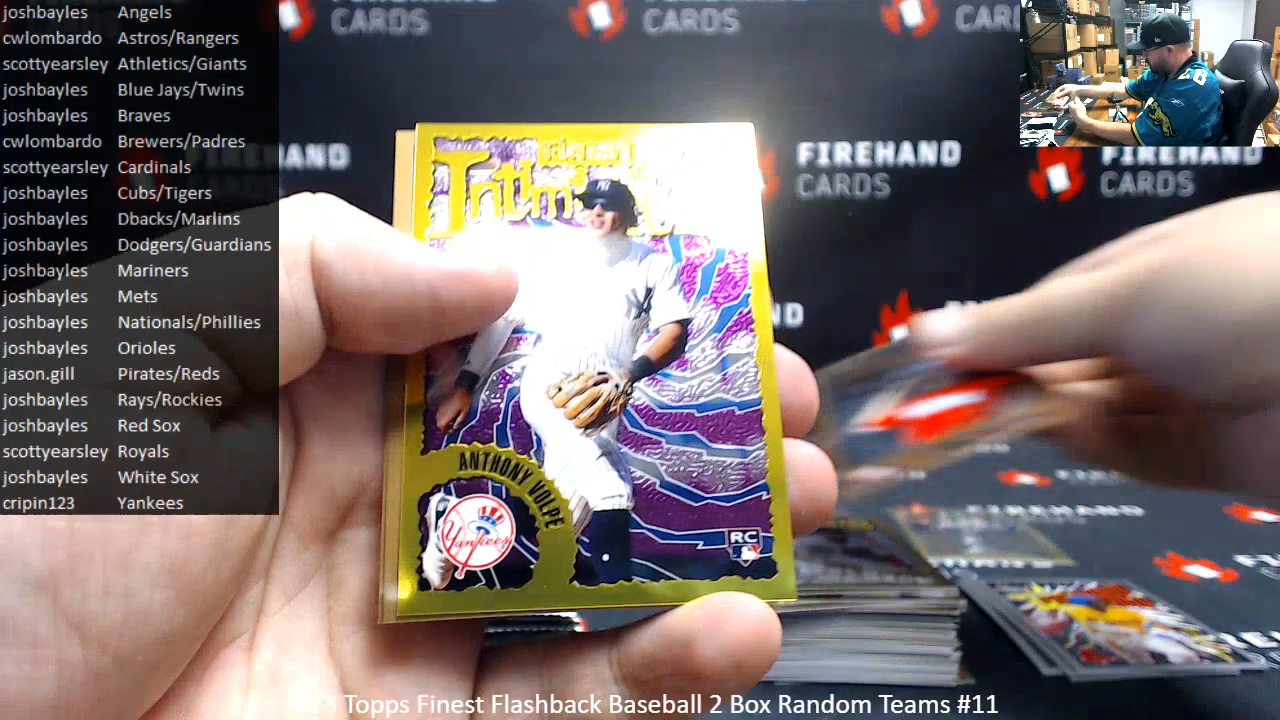 joshbayles Angels
cwlombardo Astros/Rangers
scottyearsley Athletics/Giants
joshbayles Blue Jays/Twins
joshbayles Braves
cwlombardo Brewers/Padres
scottyearsley Cardinals
joshbayles Cubs/Tigers
joshbayles Dbacks/Marlins
joshbayles Dodgers/Guardians
joshbayles Mariners
joshbayles Mets
joshbayles Nationals/Phillies
joshbayles Orioles
jason.gill Pirates/Reds
joshbayles Rays/Rockies
joshbayles Red Sox
scottyearsley Royals
joshbayles White Sox
cripin123 Yankees
FIREHAND
CARDS
FIREHAND
CARDS
ANTHONY VOLPE
Yankees
RC
Topps Finest Flashback Baseball 2 Box Random Teams #11